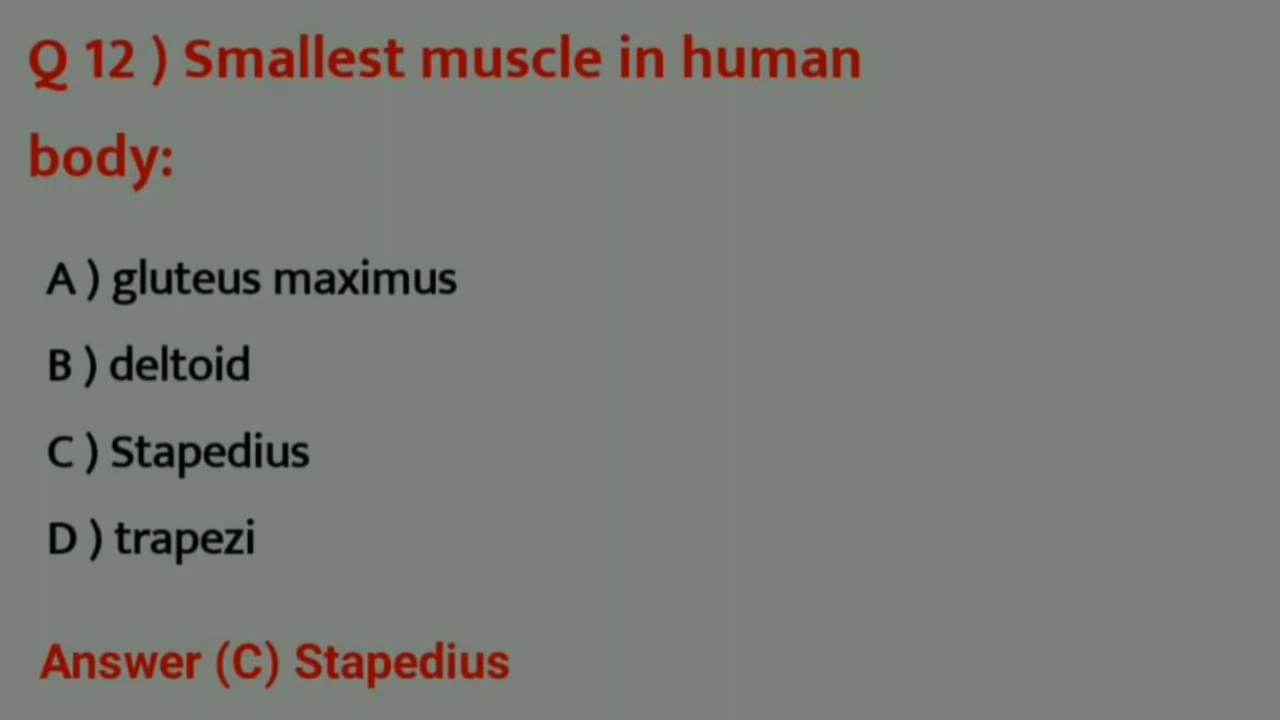 Q 12 ) Smallest muscle in human
body:
A ) gluteus maximus
B ) deltoid
C ) Stapedius
D ) trapezi
Answer (C) Stapedius